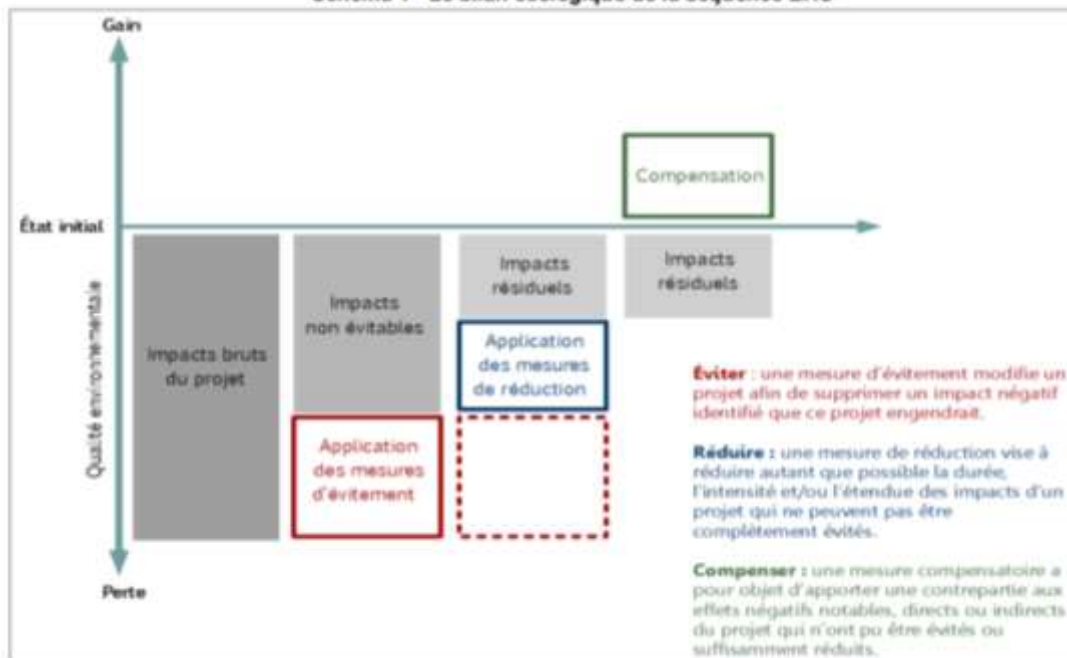 Gain
Compensation
État initial
Impacts bruts
du projet
Impacts
non évitables
Application
des mesures
d'évitement
Impacts
résiduels
Application
des mesures
de réduction
Impacts
résiduels
Qualité environnementale
Perte
Éviter : une mesure d'évitement modifie un
projet afin de supprimer un impact négatif
identifié que ce projet engendrait.
Réduire : une mesure de réduction vise à
réduire autant que possible la durée,
l'intensité et/ou l'étendue des impacts d'un
projet qui ne peuvent pas être
complètement évités.
Compenser : une mesure compensatoire a
pour objet d'apporter une contrepartie aux
effets négatifs notables, directs ou indirects
du projet qui n'ont pu être évités ou
suffisamment réduits.